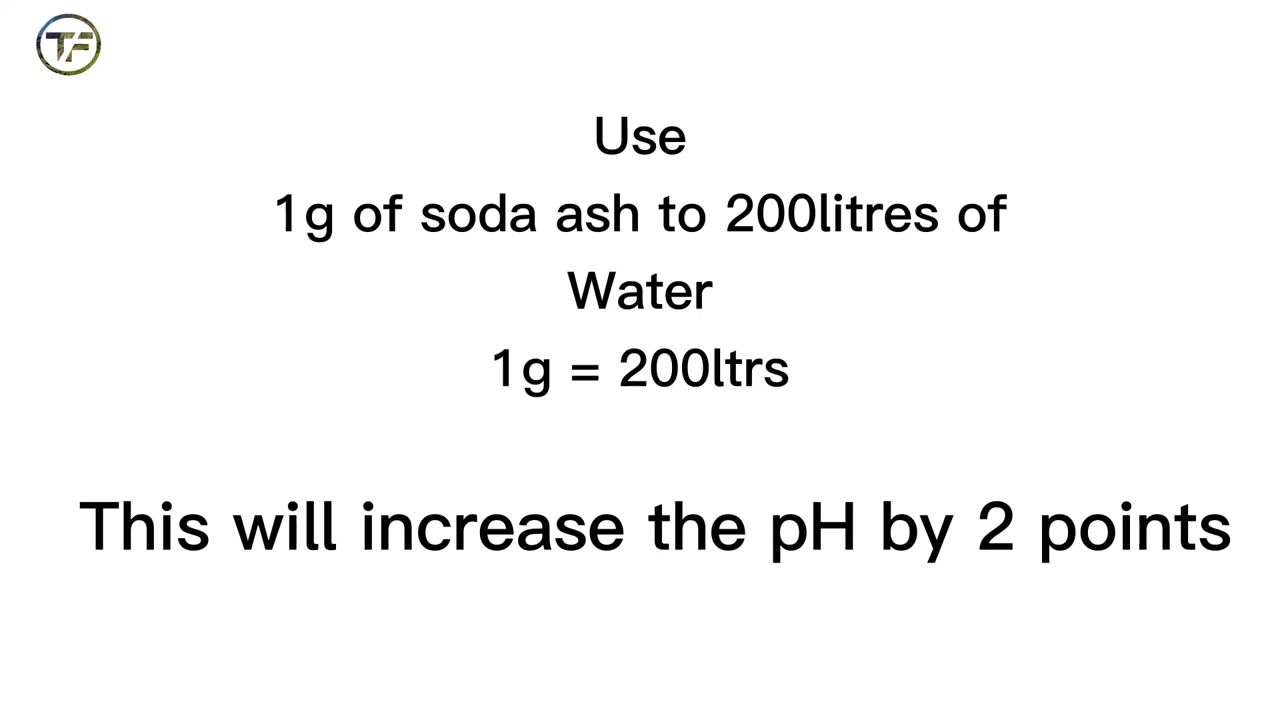 TF
Use
1g of soda ash to 200litres of
Water
1g = 200ltrs
This will increase the pH by 2 points